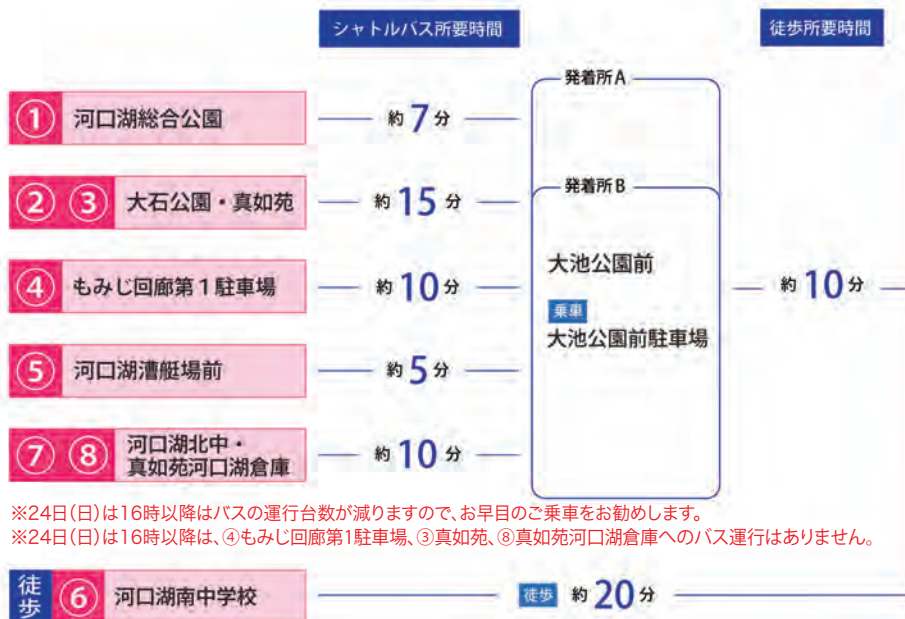 シャトルバス所要時間
徒歩所要時間
発着所A
① 河口湖総合公園
約7分
発着所B
② ③ 大石公園・真如苑
約15分
大池公園前
④ もみじ回廊第1駐車場
約10分
約10分
乗車
大池公園前駐車場
⑤ 河口湖漕艇場前
約5分
⑦ ⑧ 河口湖北中・
真如苑河口湖倉庫
約10分
※24日(日)は16時以降はバスの運行台数が減りますので、お早目のご乗車をお勧めします。
※24日(日)は16時以降は、④もみじ回廊第1駐車場、③真如苑、⑧真如苑河口湖倉庫へのバス運行はありません。
徒歩
⑥ 河口湖南中学校
徒歩 約20分